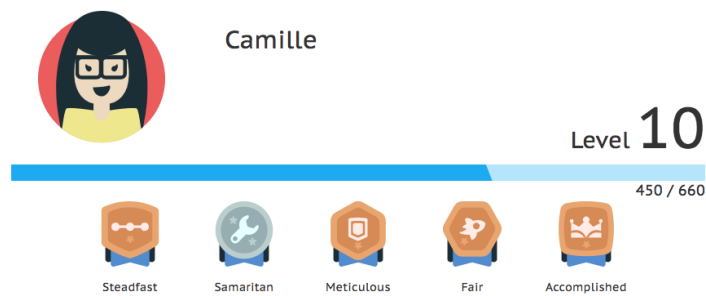 Camille
Level 10
450 / 660
Steadfast
Samaritan
Meticulous
Fair
Accomplished